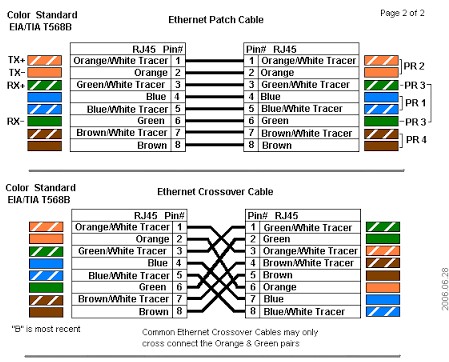 Color Standard
EIA/TIA T568B
Ethernet Patch Cable
Page 2 of 2
RJ45 Pin#
Pin# RJ45
TX+ Orange/White Tracer 1 1 Orange/White Tracer
TX- Orange 2 2 Orange PR 2
RX+ Green/White Tracer 3 3 Green/White Tracer PR 3
Blue 4 4 Blue
Blue/White Tracer 5 5 Blue/White Tracer PR 1
RX- Green 6 6 Green PR 3
Brown/White Tracer 7 7 Brown/White Tracer
Brown 8 8 Brown PR 4
Color Standard
EIA/TIA T568B
Ethernet Crossover Cable
RJ45 Pin#
Pin# RJ45
Orange/White Tracer 1 1 Green/White Tracer
Orange 2 2 Green
Green/White Tracer 3 3 Orange/White Tracer
Blue 4 4 Brown/White Tracer
Blue/White Tracer 5 5 Brown
Green 6 6 Orange
Brown/White Tracer 7 7 Blue
Brown 8 8 Blue/White Tracer
"B" is most recent
Common Ethernet Crossover Cables may only
cross connect the Orange & Green pairs
2006.06.28